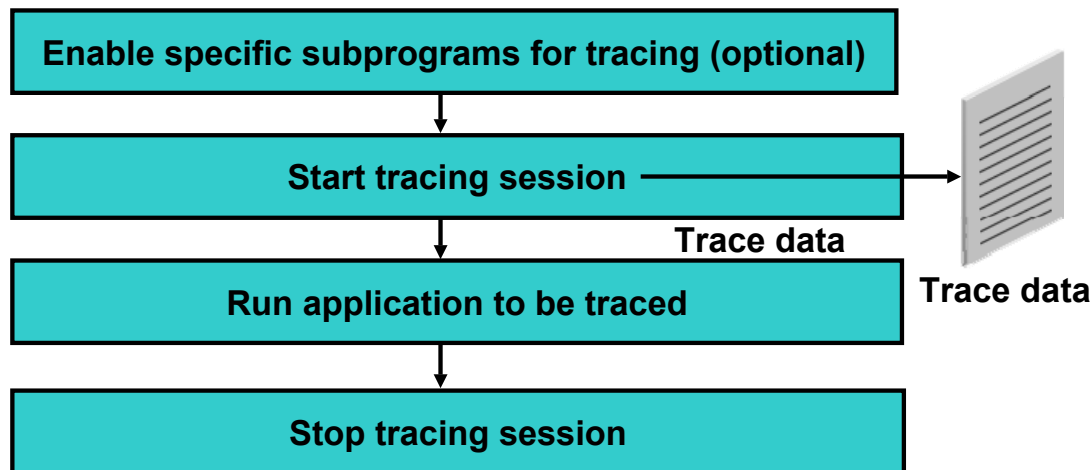 Enable specific subprograms for tracing (optional)
Start tracing session
Trace data
Trace data
Run application to be traced
Stop tracing session